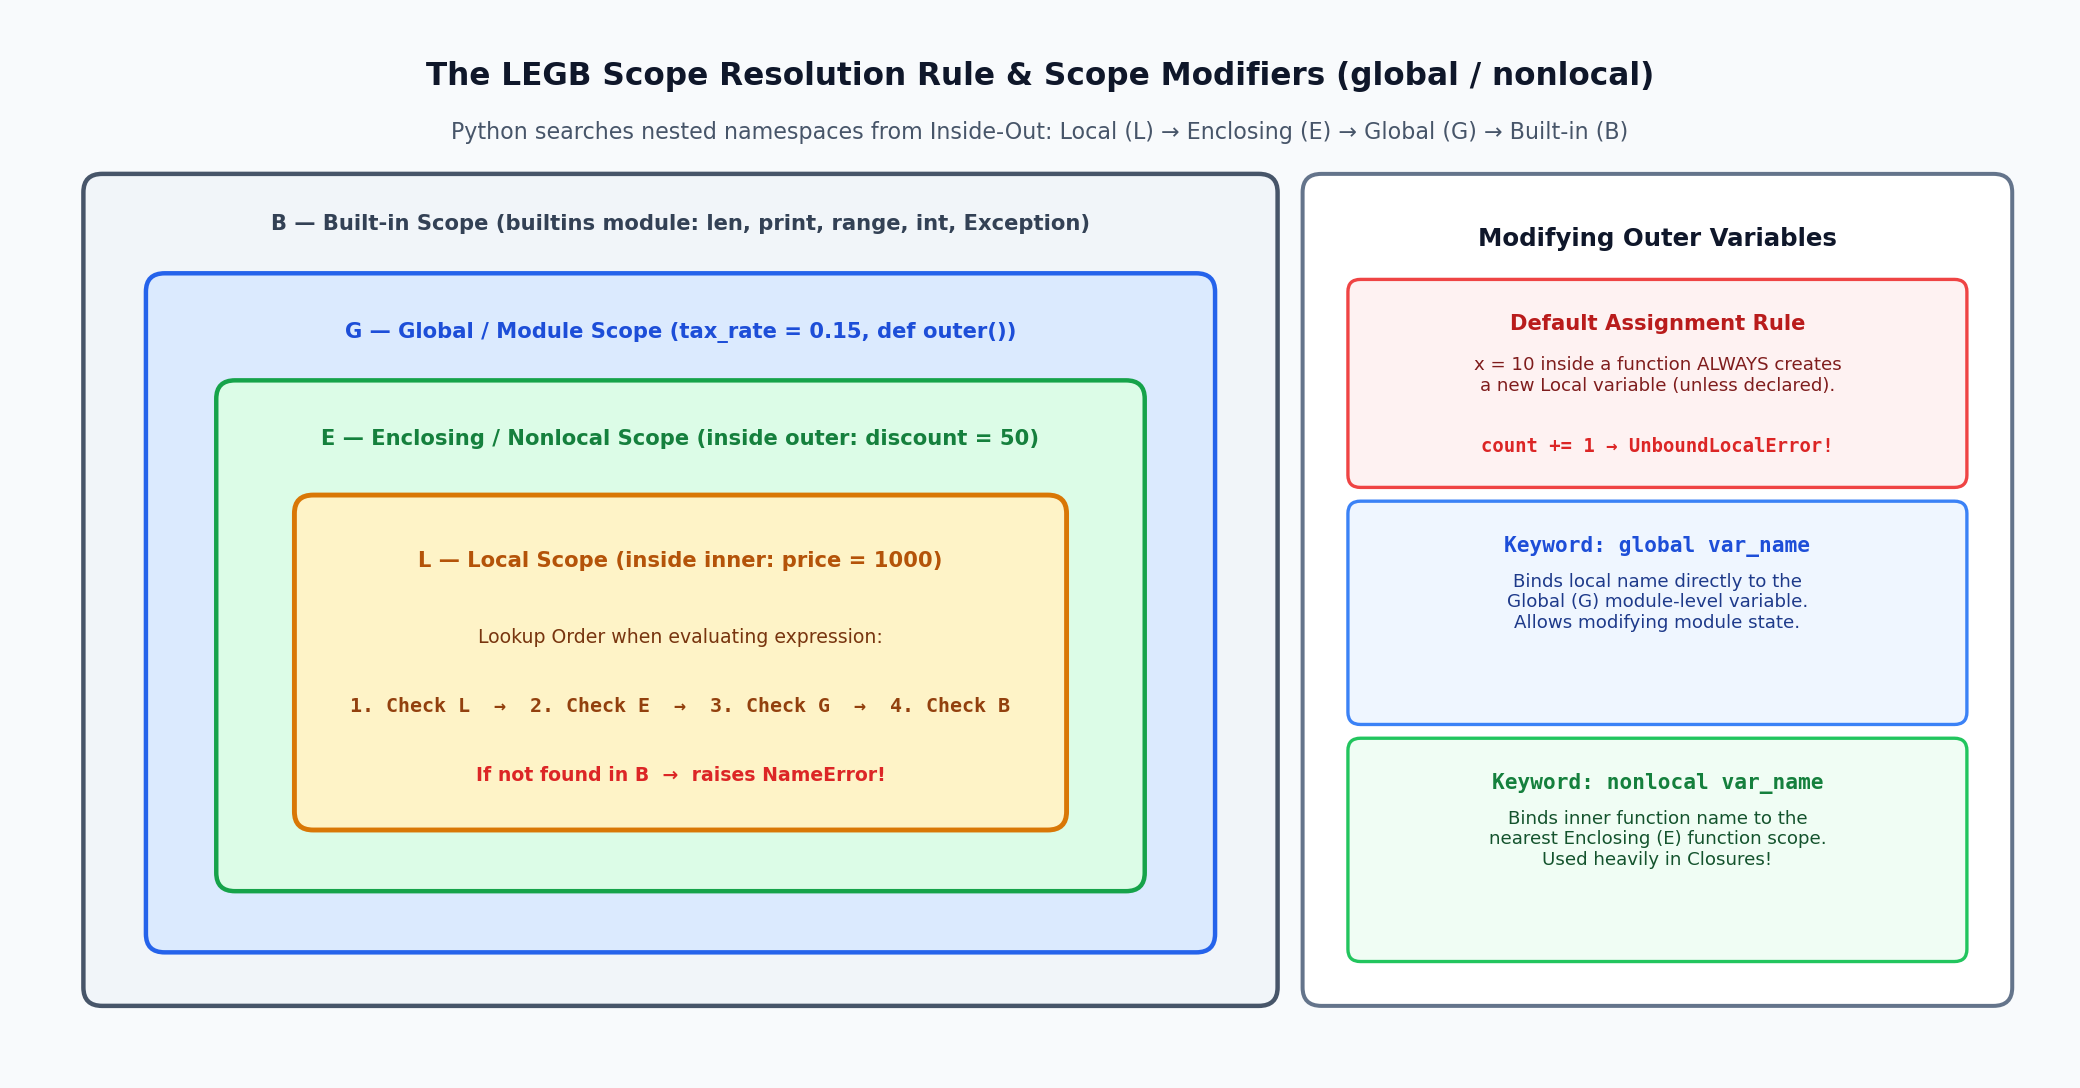 The LEGB Scope Resolution Rule & Scope Modifiers (global / nonlocal)
Python searches nested namespaces from Inside-Out: Local (L) → Enclosing (E) → Global (G) → Built-in (B)
B — Built-in Scope (builtins module: len, print, range, int, Exception)
G — Global / Module Scope (tax_rate = 0.15, def outer())
E — Enclosing / Nonlocal Scope (inside outer: discount = 50)
L — Local Scope (inside inner: price = 1000)
Lookup Order when evaluating expression:
1. Check L → 2. Check E → 3. Check G → 4. Check B
If not found in B → raises NameError!
Modifying Outer Variables
Default Assignment Rule
x = 10 inside a function ALWAYS creates
a new Local variable (unless declared).
count += 1 → UnboundLocalError!
Keyword: global var_name
Binds local name directly to the
Global (G) module-level variable.
Allows modifying module state.
Keyword: nonlocal var_name
Binds inner function name to the
nearest Enclosing (E) function scope.
Used heavily in Closures!